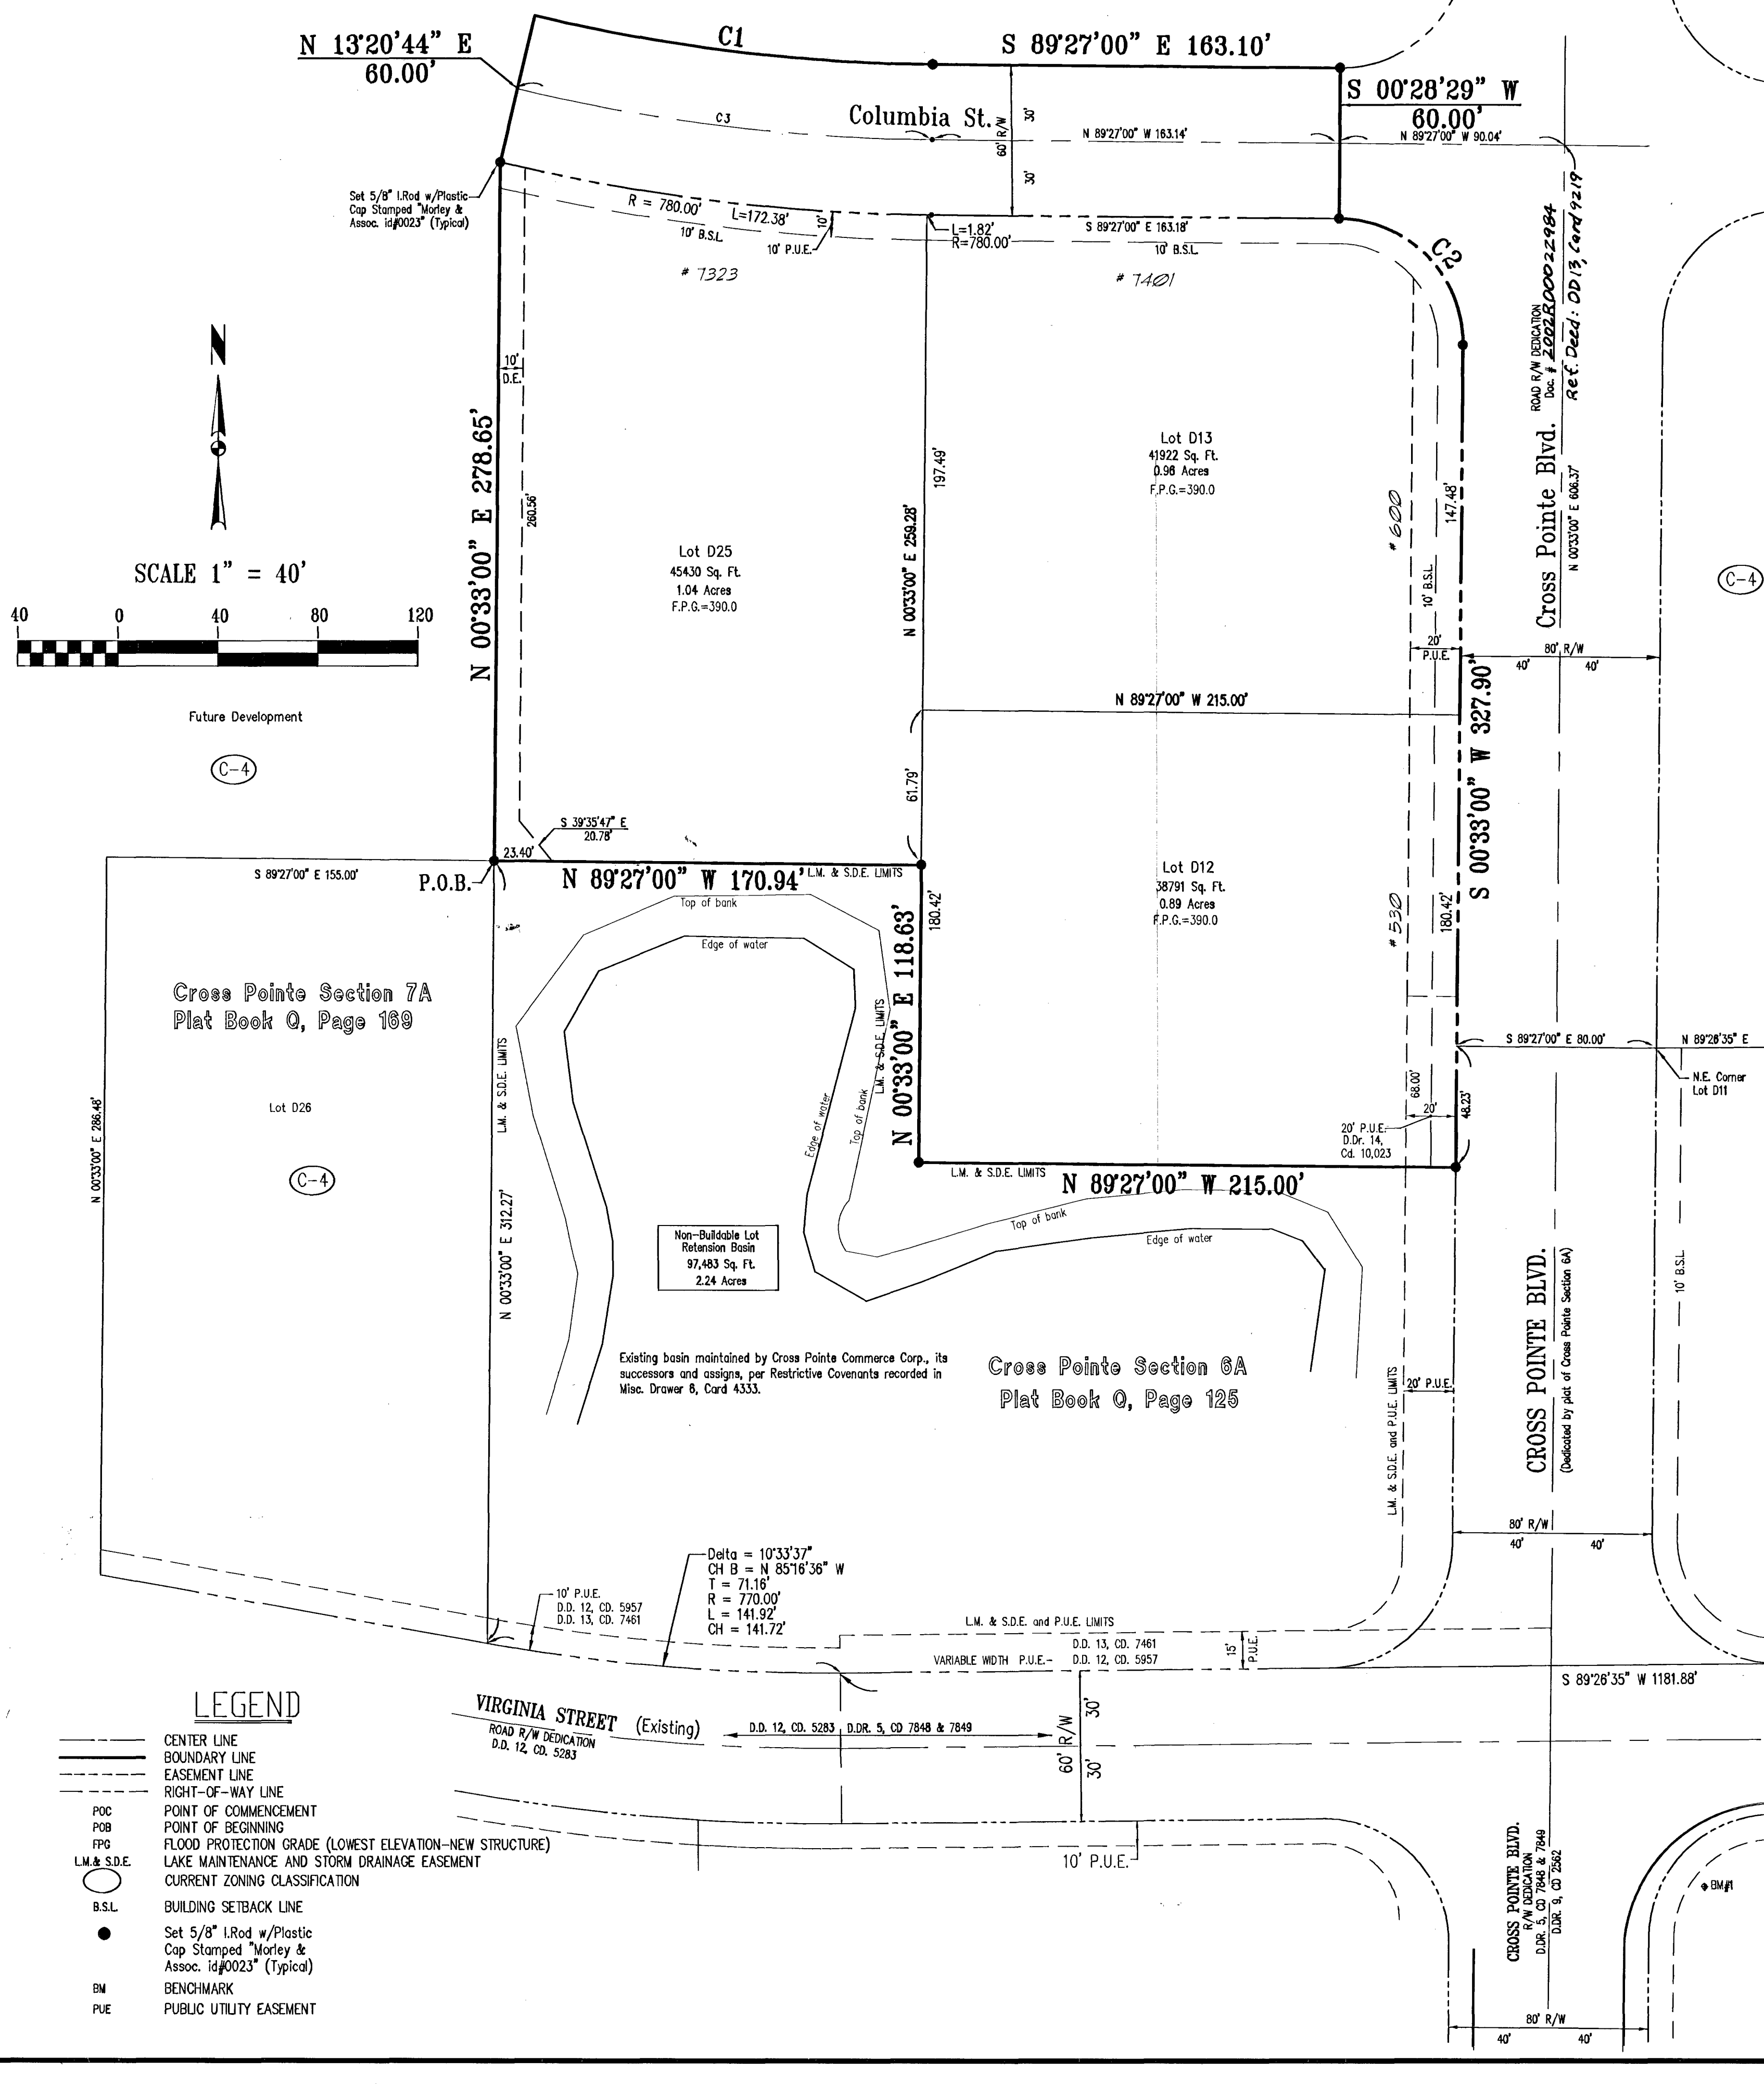 N 13°20'44" E
60.00'
C1
S 89°27'00" E 163.10'
S 00°28'29" W
60.00'
Columbia St.
C3
60' R/W
30'
30'
N 89°27'00" W 163.14'
N 89°27'00" W 90.04'
Set 5/8" I.Rod w/Plastic
Cap Stamped "Morley &
Assoc. id#0023" (Typical)
R = 780.00'
L=172.38'
10'
10' B.S.L.
10' P.U.E.
L=1.82'
R=780.00'
S 89°27'00" E 163.18'
10' B.S.L.
C2
# 7323
# 7401
ROAD R/W DEDICATION
Doc. # 2002R00022984
Ref. Deed: DD13, Card 9219
Cross Pointe Blvd.
N 00°33'00" E 606.37'
N
10'
D.E.
N 00°33'00" E 278.65'
260.56'
197.49'
N 00°33'00" E 259.28'
Lot D13
41922 Sq. Ft.
0.96 Acres
F.P.G.=390.0
# 600
147.48'
10' B.S.L.
Lot D25
45430 Sq. Ft.
1.04 Acres
F.P.G.=390.0
SCALE 1" = 40'
40 0 40 80 120
C-4
20'
P.U.E.
80' R/W
40' 40'
S 00°33'00" W 327.90'
Future Development
C-4
N 89°27'00" W 215.00'
61.79'
S 39°35'47" E
20.78'
23.40'
S 89°27'00" E 155.00'
P.O.B.
N 89°27'00" W 170.94'
L.M. & S.D.E. LIMITS
Lot D12
38791 Sq. Ft.
0.89 Acres
F.P.G.=390.0
# 530
180.42'
180.42'
N 00°33'00" E 118.63'
Top of bank
Edge of water
Cross Pointe Section 7A
Plat Book Q, Page 169
L.M. & S.D.E. LIMITS
L.M. & S.D.E. LIMITS
S 89°27'00" E 80.00'
N 89°26'35" E
N.E. Corner
Lot D11
Lot D26
C-4
N 00°33'00" E 286.48'
Edge of water
Top of bank
68.00'
20'
48.23'
20' P.U.E.
D.Dr. 14,
Cd. 10,023
L.M. & S.D.E. LIMITS
N 89°27'00" W 215.00'
N 00°33'00" E 312.27'
Top of bank
Edge of water
Non-Buildable Lot
Retension Basin
97,483 Sq. Ft.
2.24 Acres
CROSS POINTE BLVD.
(Dedicated by plat of Cross Pointe Section 6A)
10' B.S.L.
Existing basin maintained by Cross Pointe Commerce Corp., its
successors and assigns, per Restrictive Covenants recorded in
Misc. Drawer 6, Card 4333.
Cross Pointe Section 6A
Plat Book Q, Page 125
L.M. & S.D.E. and P.U.E. LIMITS
20' P.U.E.
80' R/W
40' 40'
Delta = 10°33'37"
CH B = N 85°16'36" W
T = 71.16'
R = 770.00'
L = 141.92'
CH = 141.72'
10' P.U.E.
D.D. 12, CD. 5957
D.D. 13, CD. 7461
L.M. & S.D.E. and P.U.E. LIMITS
VARIABLE WIDTH P.U.E.-
D.D. 13, CD. 7461
D.D. 12, CD. 5957
15'
P.U.E.
S 89°26'35" W 1181.88'
VIRGINIA STREET (Existing)
ROAD R/W DEDICATION
D.D. 12, CD. 5283
D.D. 12, CD. 5283
D.DR. 5, CD 7848 & 7849
60' R/W
30'
30'
10' P.U.E.
CROSS POINTE BLVD.
R/W DEDICATION
D.DR. 5, CD 7848 & 7849
D.DR. 9, CD 2562
BM#1
80' R/W
40' 40'
LEGEND
CENTER LINE
BOUNDARY LINE
EASEMENT LINE
RIGHT-OF-WAY LINE
POC POINT OF COMMENCEMENT
POB POINT OF BEGINNING
FPG FLOOD PROTECTION GRADE (LOWEST ELEVATION-NEW STRUCTURE)
L.M.& S.D.E. LAKE MAINTENANCE AND STORM DRAINAGE EASEMENT
CURRENT ZONING CLASSIFICATION
B.S.L. BUILDING SETBACK LINE
Set 5/8" I.Rod w/Plastic
Cap Stamped "Morley &
Assoc. id#0023" (Typical)
BM BENCHMARK
PUE PUBLIC UTILITY EASEMENT